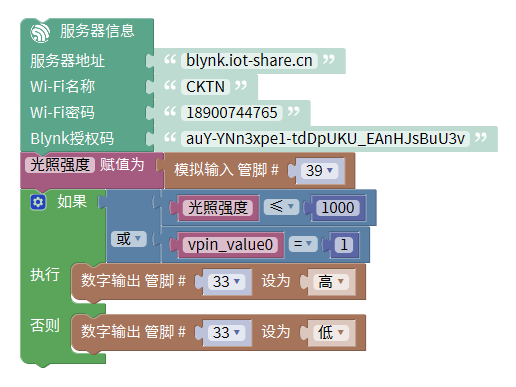 服务器信息
服务器地址 “ blynk.iot-share.cn ”
Wi-Fi名称 “ CKTN ”
Wi-Fi密码 “ 18900744765 ”
Blynk授权码 “ auY-YNn3xpe1-tdDpUKU_EAnHJsBuU3v ”
光照强度 赋值为 模拟输入 管脚 # 39
如果 光照强度 ≤ 1000
或 vpin_value0 = 1
执行 数字输出 管脚 # 33 设为 高
否则 数字输出 管脚 # 33 设为 低